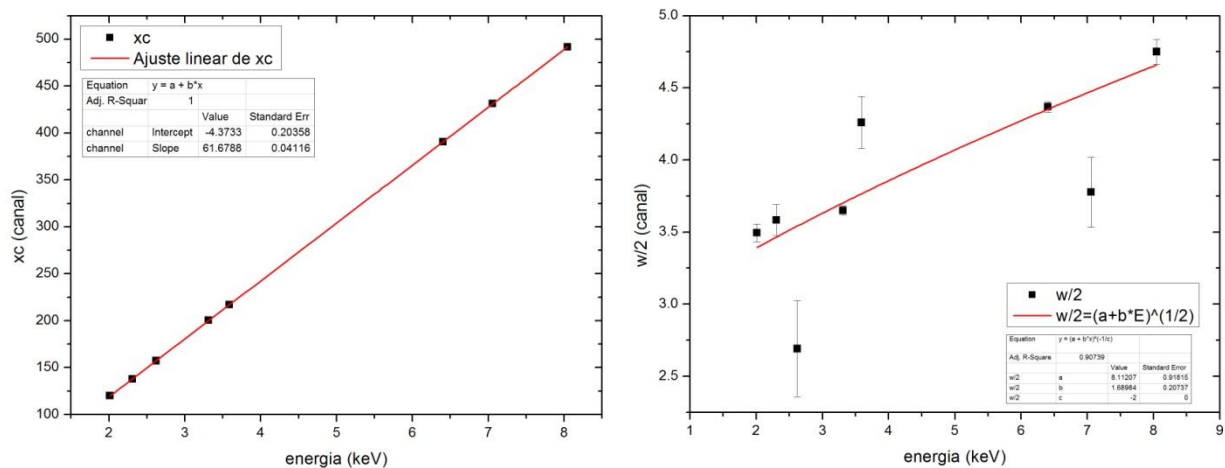 xc
Ajuste linear de xc
Equation y = a + b*x
Adj. R-Squar 1
Value Standard Err
channel Intercept -4.3733 0.20358
channel Slope 61.6788 0.04116
500
450
400
350
300
250
200
150
100
xc (canal)
2 3 4 5 6 7 8
energia (keV)
5.0
4.5
4.0
3.5
3.0
2.5
w/2 (canal)
w/2
w/2=(a+b*E)^(1/2)
Equation y = (a + b*x)^(-1/c)
Adj. R-Square 0.90739
Value Standard Error
w/2 a 8.11207 0.91815
w/2 b 1.68984 0.20737
w/2 c -2 0
1 2 3 4 5 6 7 8 9
energia (keV)